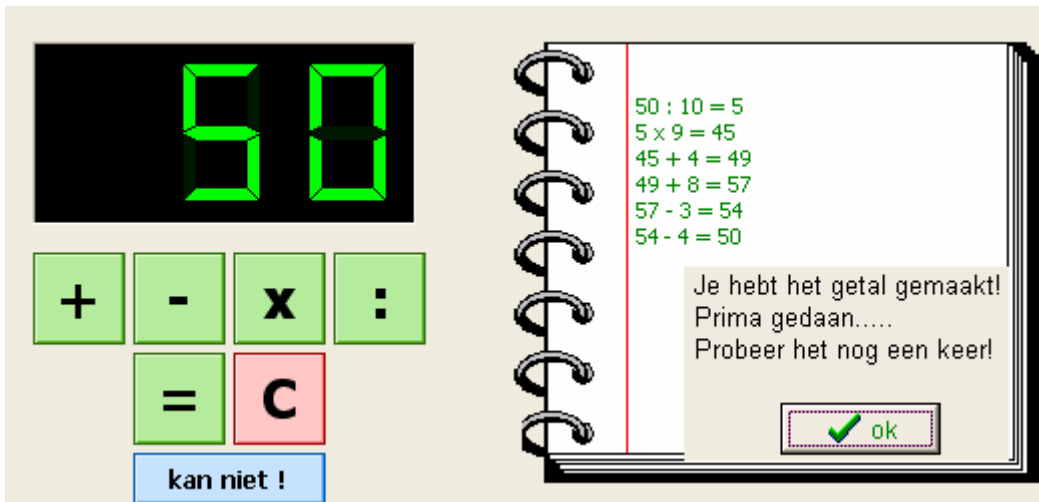 50
50 : 10 = 5
5 x 9 = 45
45 + 4 = 49
49 + 8 = 57
57 - 3 = 54
54 - 4 = 50
Je hebt het getal gemaakt!
Prima gedaan.....
Probeer het nog een keer!
ok
+ - x :
= C
kan niet !